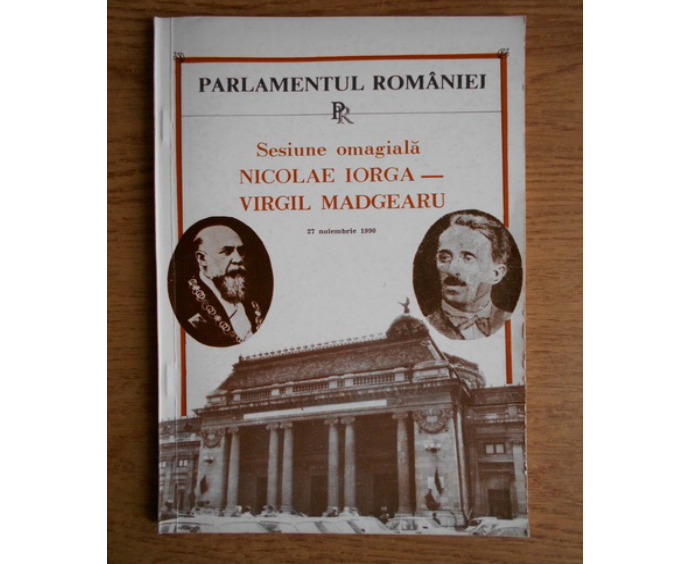 PARLAMENTUL ROMÂNIEI
PR
Sesiune omagială
NICOLAE IORGA —
VIRGIL MADGEARU
27 noiembrie 1990